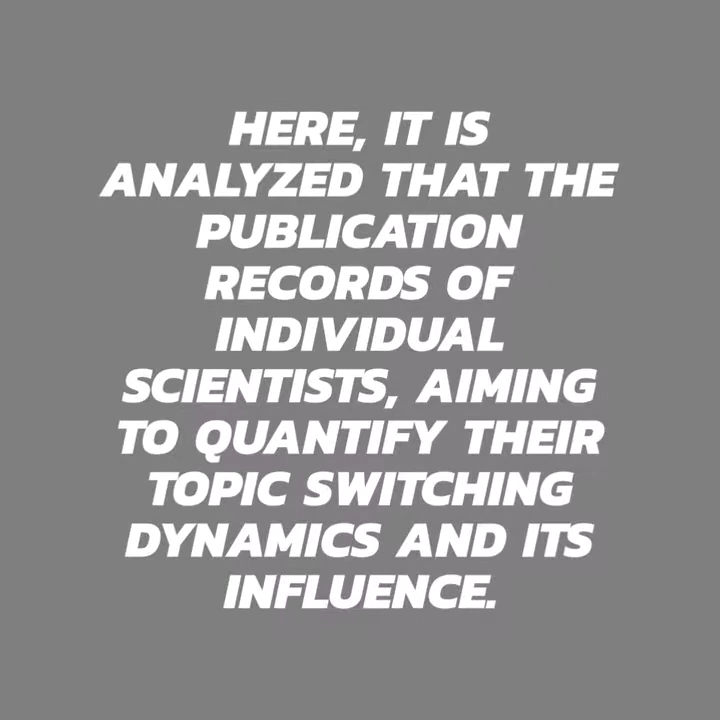 HERE, IT IS
ANALYZED THAT THE
PUBLICATION
RECORDS OF
INDIVIDUAL
SCIENTISTS, AIMING
TO QUANTIFY THEIR
TOPIC SWITCHING
DYNAMICS AND ITS
INFLUENCE.